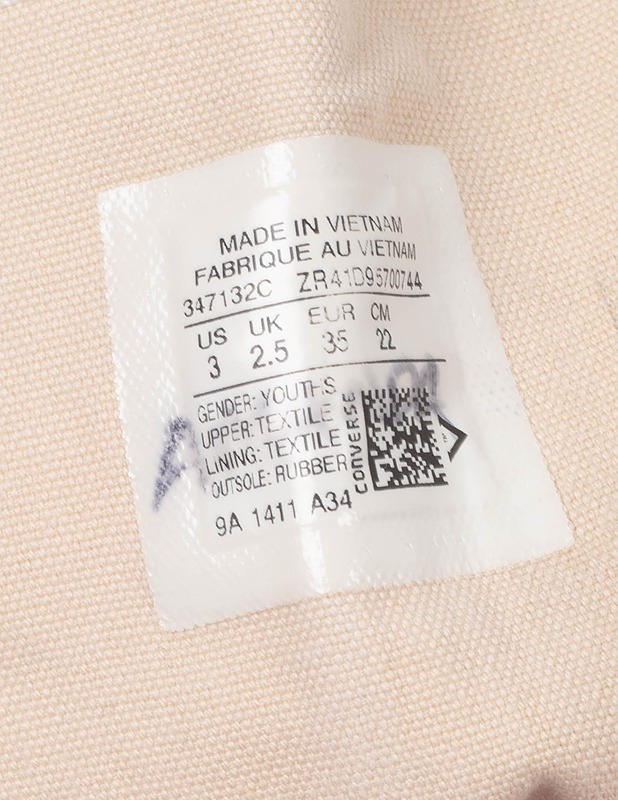 MADE IN VIETNAM
FABRIQUE AU VIETNAM
347132C ZR41D95700744
US UK EUR CM
3 2.5 35 22
GENDER: YOUTHS
UPPER: TEXTILE
LINING: TEXTILE
OUTSOLE: RUBBER
CONVERSE
9A 1411 A34